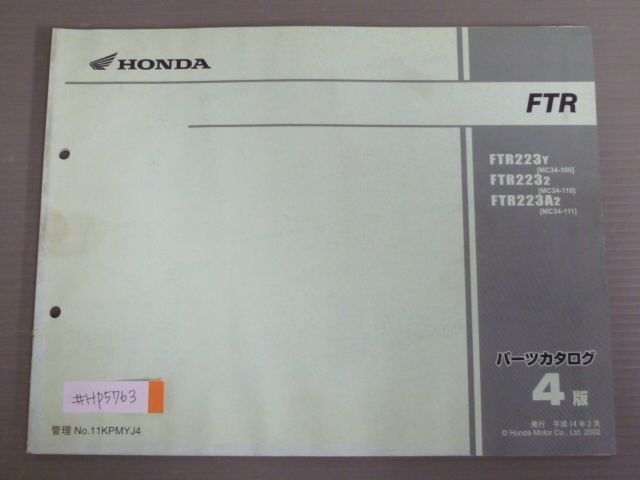 HONDA
FTR
FTR223Y
[MC34-100]
FTR2232
[MC34-110]
FTR223A2
[MC34-111]
パーツカタログ
4版
発行 平成14年2月
© Honda Motor Co., Ltd. 2002
#HP5763
管理 No.11KPMYJ4